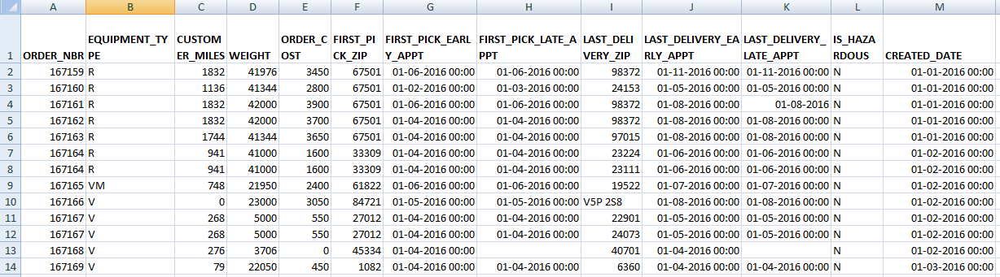 A B C D E F G H I J K L M
1 ORDER_NBR EQUIPMENT_TYPE CUSTOMER_MILES WEIGHT ORDER_COST FIRST_PICK_ZIP FIRST_PICK_EARLY_APPT FIRST_PICK_LATE_APPT LAST_DELIVERY_ZIP LAST_DELIVERY_EARLY_APPT LAST_DELIVERY_LATE_APPT IS_HAZARDOUS CREATED_DATE
2 167159 R 1832 41976 3450 67501 01-06-2016 00:00 01-06-2016 00:00 98372 01-11-2016 00:00 01-11-2016 00:00 N 01-01-2016 00:00
3 167160 R 1136 41344 2800 67501 01-02-2016 00:00 01-03-2016 00:00 24153 01-05-2016 00:00 01-05-2016 00:00 N 01-01-2016 00:00
4 167161 R 1832 42000 3900 67501 01-06-2016 00:00 01-06-2016 00:00 98372 01-08-2016 00:00 01-08-2016 N 01-01-2016 00:00
5 167162 R 1832 42000 3700 67501 01-04-2016 00:00 01-04-2016 00:00 98372 01-08-2016 00:00 01-08-2016 00:00 N 01-01-2016 00:00
6 167163 R 1744 41344 3650 67501 01-04-2016 00:00 01-04-2016 00:00 97015 01-08-2016 00:00 01-08-2016 00:00 N 01-01-2016 00:00
7 167164 R 941 41000 1600 33309 01-04-2016 00:00 01-04-2016 00:00 23224 01-06-2016 00:00 01-06-2016 00:00 N 01-02-2016 00:00
8 167164 R 941 41000 1600 33309 01-04-2016 00:00 01-04-2016 00:00 23111 01-06-2016 00:00 01-06-2016 00:00 N 01-02-2016 00:00
9 167165 VM 748 21950 2400 61822 01-06-2016 00:00 01-06-2016 00:00 19522 01-07-2016 00:00 01-07-2016 00:00 N 01-02-2016 00:00
10 167166 V 0 23000 3050 84721 01-05-2016 00:00 01-05-2016 00:00 V5P 2S8 01-08-2016 00:00 01-08-2016 00:00 N 01-02-2016 00:00
11 167167 V 268 5000 550 27012 01-04-2016 00:00 01-04-2016 00:00 22901 01-05-2016 00:00 01-05-2016 00:00 N 01-02-2016 00:00
12 167167 V 268 5000 550 27012 01-04-2016 00:00 01-04-2016 00:00 24073 01-05-2016 00:00 01-05-2016 00:00 N 01-02-2016 00:00
13 167168 V 276 3706 0 45334 01-04-2016 00:00 40701 01-04-2016 00:00 N 01-02-2016 00:00
14 167169 V 79 22050 450 1082 01-04-2016 00:00 01-04-2016 00:00 6360 01-04-2016 00:00 01-04-2016 00:00 N 01-03-2016 00:00